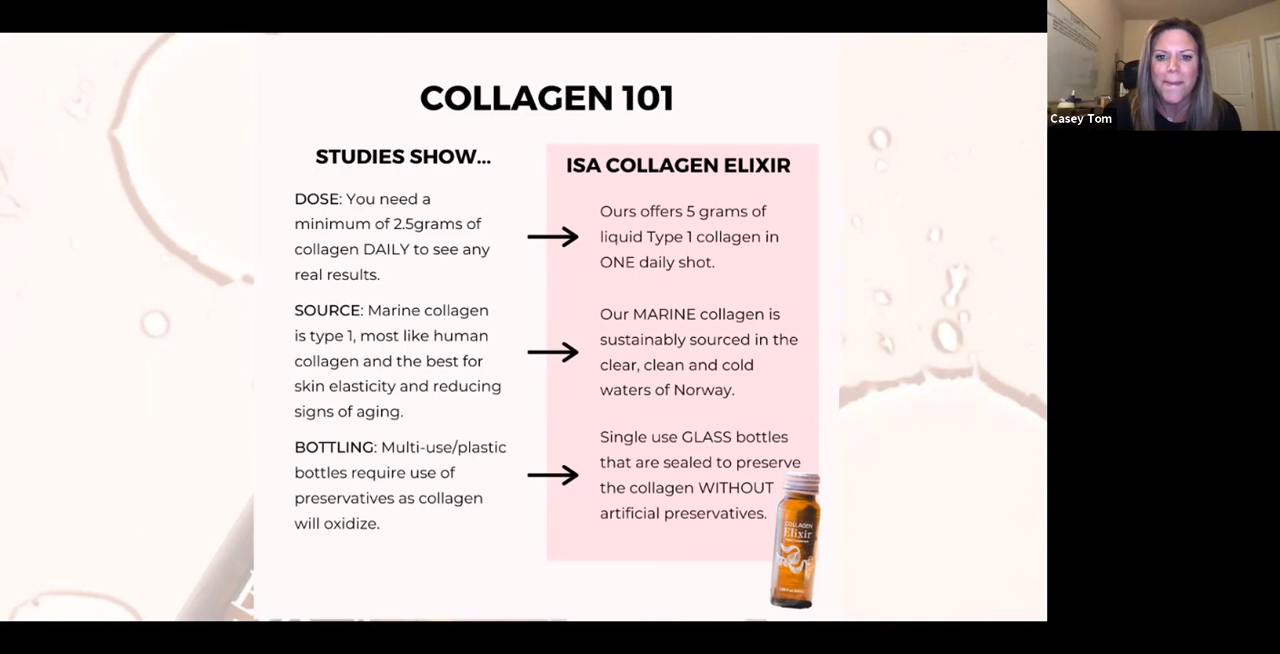 COLLAGEN 101
STUDIES SHOW...
DOSE: You need a
minimum of 2.5grams of
collagen DAILY to see any
real results.
SOURCE: Marine collagen
is type 1, most like human
collagen and the best for
skin elasticity and reducing
signs of aging.
BOTTLING: Multi-use/plastic
bottles require use of
preservatives as collagen
will oxidize.
ISA COLLAGEN ELIXIR
Ours offers 5 grams of
liquid Type 1 collagen in
ONE daily shot.
Our MARINE collagen is
sustainably sourced in the
clear, clean and cold
waters of Norway.
Single use GLASS bottles
that are sealed to preserve
the collagen WITHOUT
artificial preservatives.
COLLAGEN
Elixir
Casey Tom